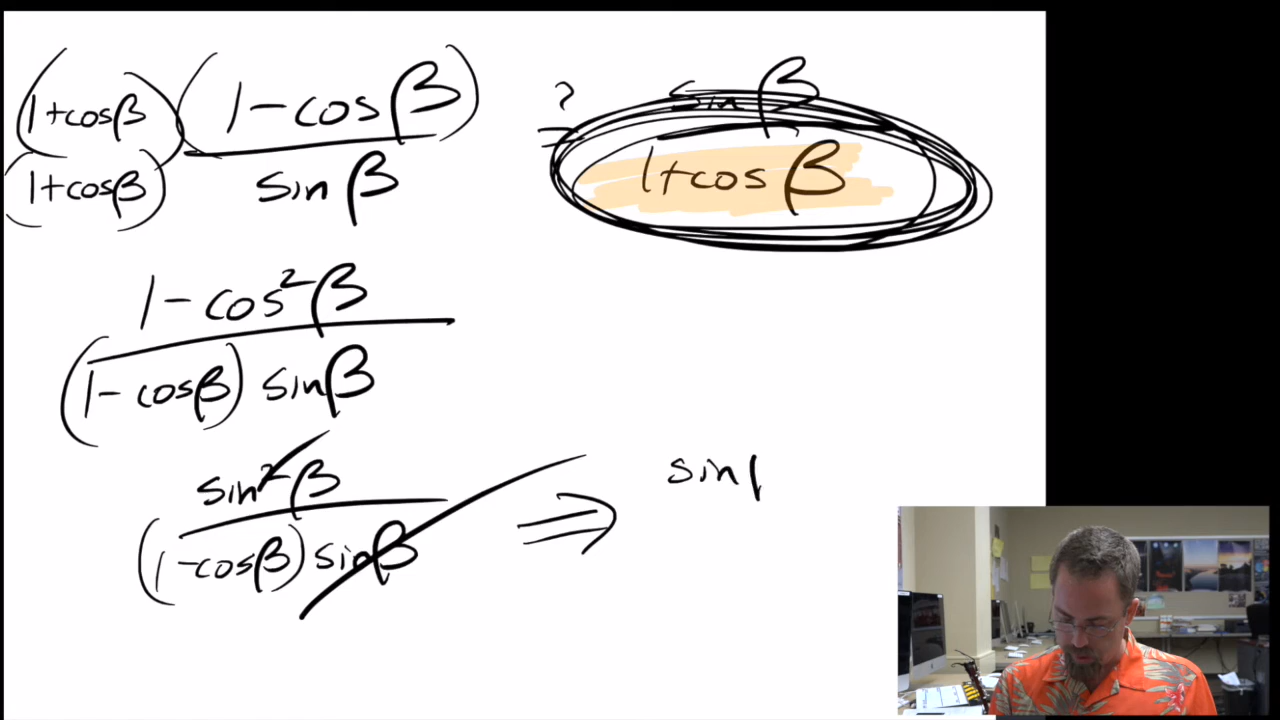 (1+cosβ) (1-cosβ) ? sinβ
(1+cosβ) sinβ = 1+cosβ
1-cos²β
(1-cosβ) sinβ
sin²β
(1-cosβ) sinβ ⇒ sin